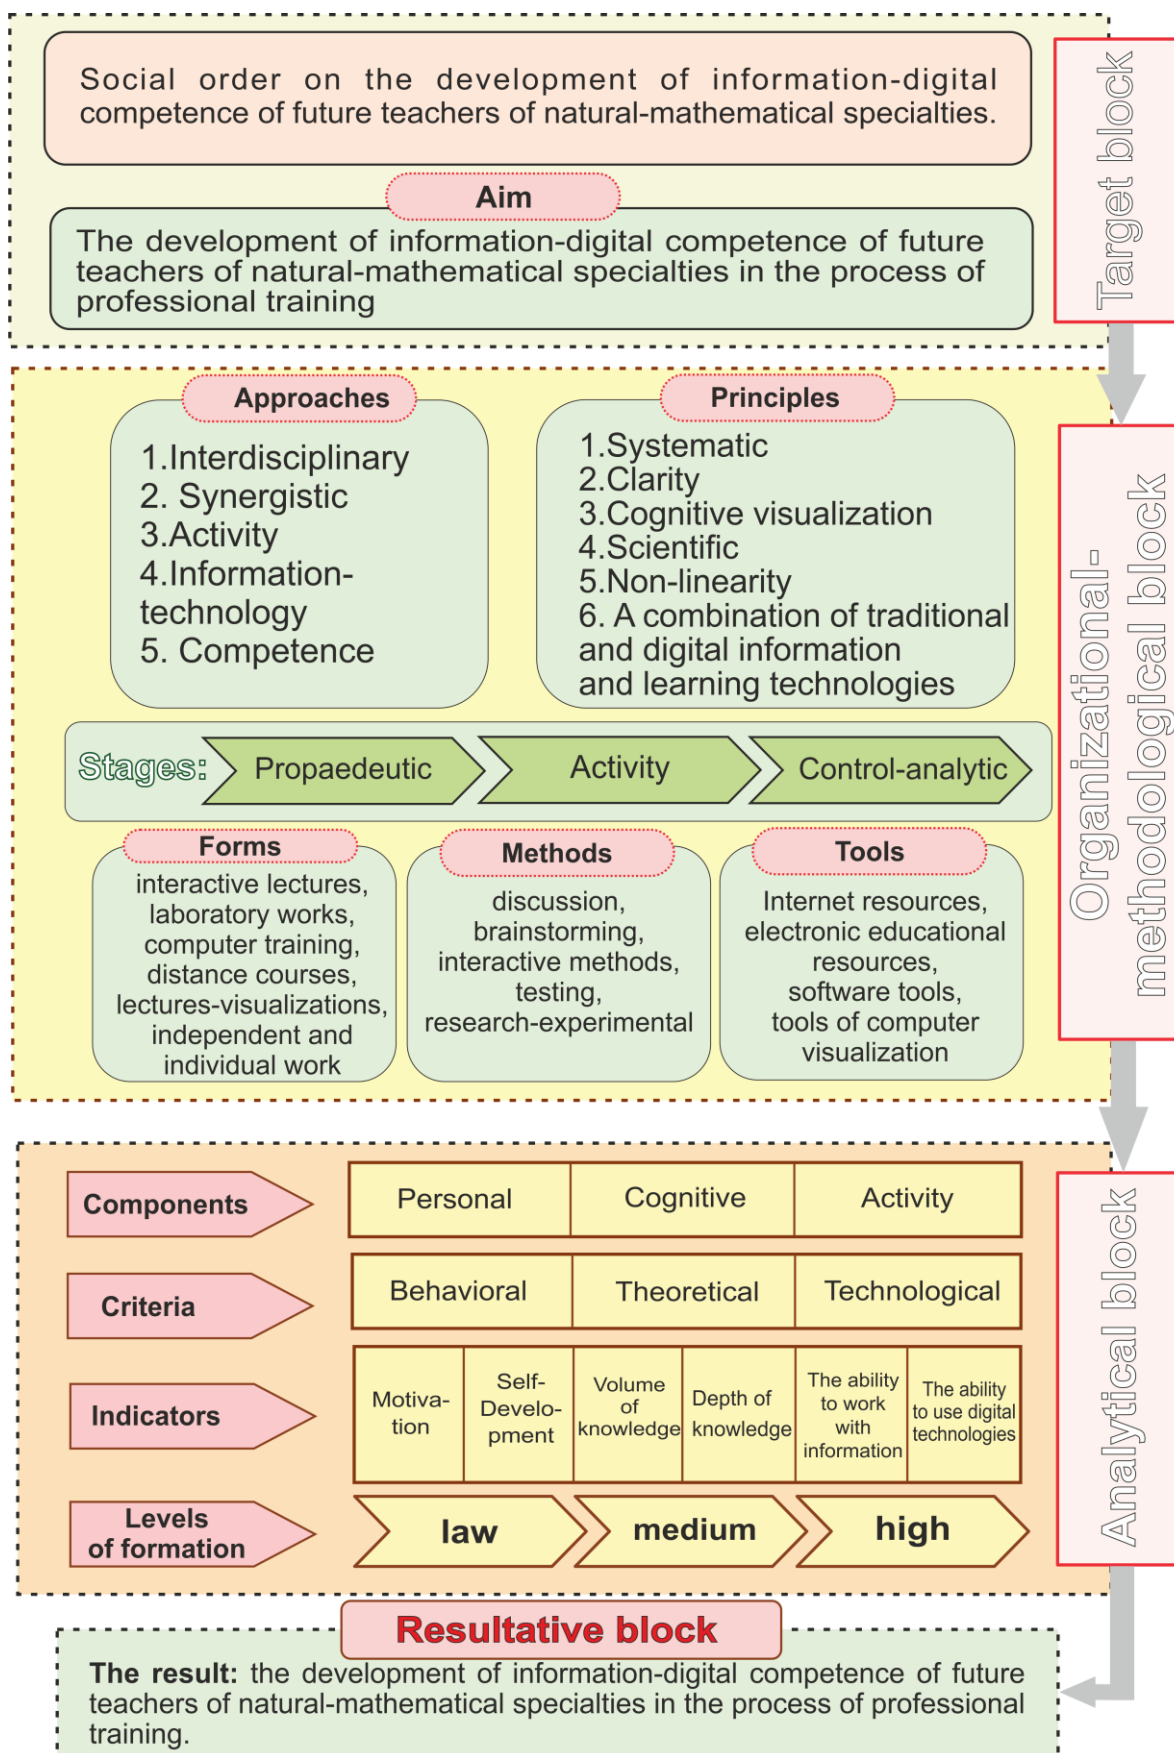 Social order on the development of information-digital
competence of future teachers of natural-mathematical specialties.
Aim
The development of information-digital competence of future
teachers of natural-mathematical specialties in the process of
professional training
Target block
Approaches
1.Interdisciplinary
2. Synergistic
3.Activity
4.Information-
technology
5. Competence
Principles
1.Systematic
2.Clarity
3.Cognitive visualization
4.Scientific
5.Non-linearity
6. A combination of traditional
and digital information
and learning technologies
Stages:
Propaedeutic
Activity
Control-analytic
Forms
interactive lectures,
laboratory works,
computer training,
distance courses,
lectures-visualizations,
independent and
individual work
Methods
discussion,
brainstorming,
interactive methods,
testing,
research-experimental
Tools
Internet resources,
electronic educational
resources,
software tools,
tools of computer
visualization
Organizational-
methodological block
Components
Personal
Cognitive
Activity
Criteria
Behavioral
Theoretical
Technological
Indicators
Motiva-
tion
Self-
Develo-
pment
Volume
of
knowledge
Depth of
knowledge
The ability
to work
with
information
The ability
to use digital
technologies
Levels
of formation
law
medium
high
Analytical block
Resultative block
The result: the development of information-digital competence of future
teachers of natural-mathematical specialties in the process of professional
training.